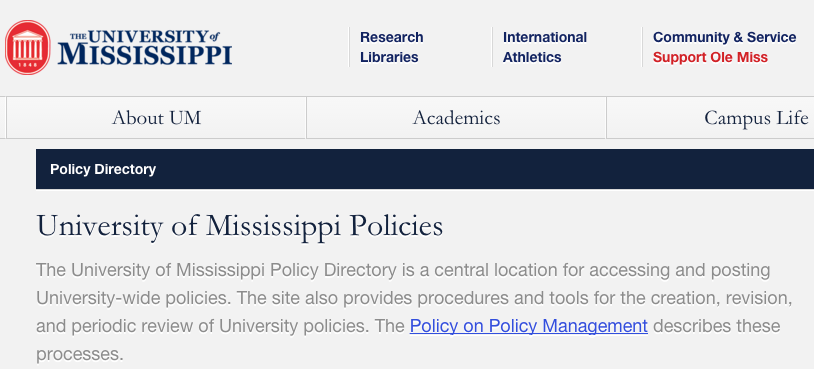 THE UNIVERSITY of
MISSISSIPPI
1848
Research
Libraries
International
Athletics
Community & Service
Support Ole Miss
About UM
Academics
Campus Life
Policy Directory
University of Mississippi Policies
The University of Mississippi Policy Directory is a central location for accessing and posting
University-wide policies. The site also provides procedures and tools for the creation, revision,
and periodic review of University policies. The Policy on Policy Management describes these
processes.